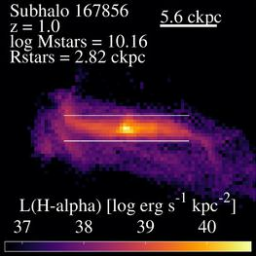 Subhalo 167856
z = 1.0
log Mstars = 10.16
Rstars = 2.82 ckpc
5.6 ckpc
L(H-alpha) [log erg s⁻¹ kpc⁻²]
37 38 39 40